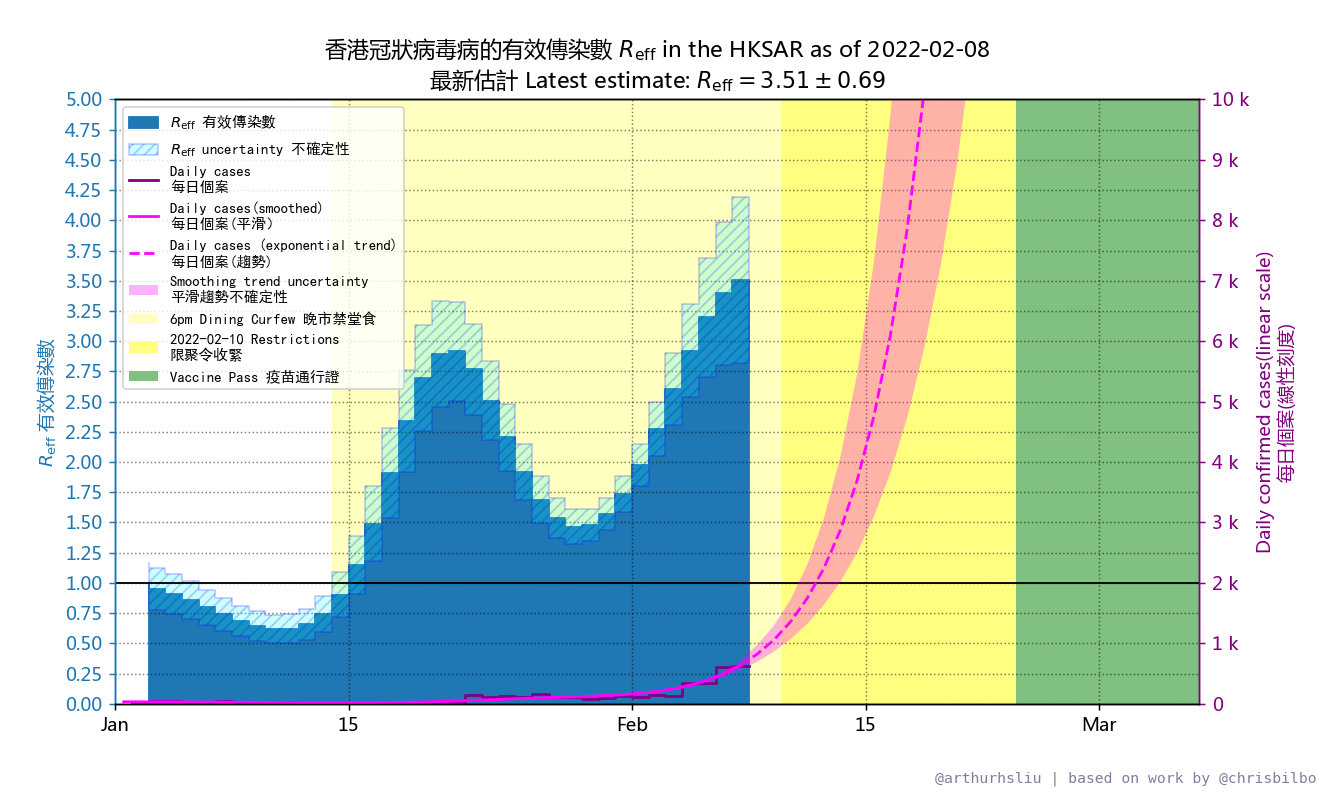 香港冠狀病毒病的有效傳染數 Reff in the HKSAR as of 2022-02-08
最新估計 Latest estimate: Reff = 3.51 ± 0.69
Reff 有效傳染數
Reff uncertainty 不確定性
Daily cases
每日個案
Daily cases(smoothed)
每日個案(平滑)
Daily cases (exponential trend)
每日個案(趨勢)
Smoothing trend uncertainty
平滑趨勢不確定性
6pm Dining Curfew 晚市禁堂食
2022-02-10 Restrictions
限聚令收緊
Vaccine Pass 疫苗通行證
5.00
4.75
4.50
4.25
4.00
3.75
3.50
3.25
3.00
2.75
2.50
2.25
2.00
1.75
1.50
1.25
1.00
0.75
0.50
0.25
0.00
Reff 有效傳染數
10 k
9 k
8 k
7 k
6 k
5 k
4 k
3 k
2 k
1 k
0
Daily confirmed cases(linear scale)
每日個案(線性刻度)
Jan
15
Feb
15
Mar
@arthurhsliu | based on work by @chrisbilbo